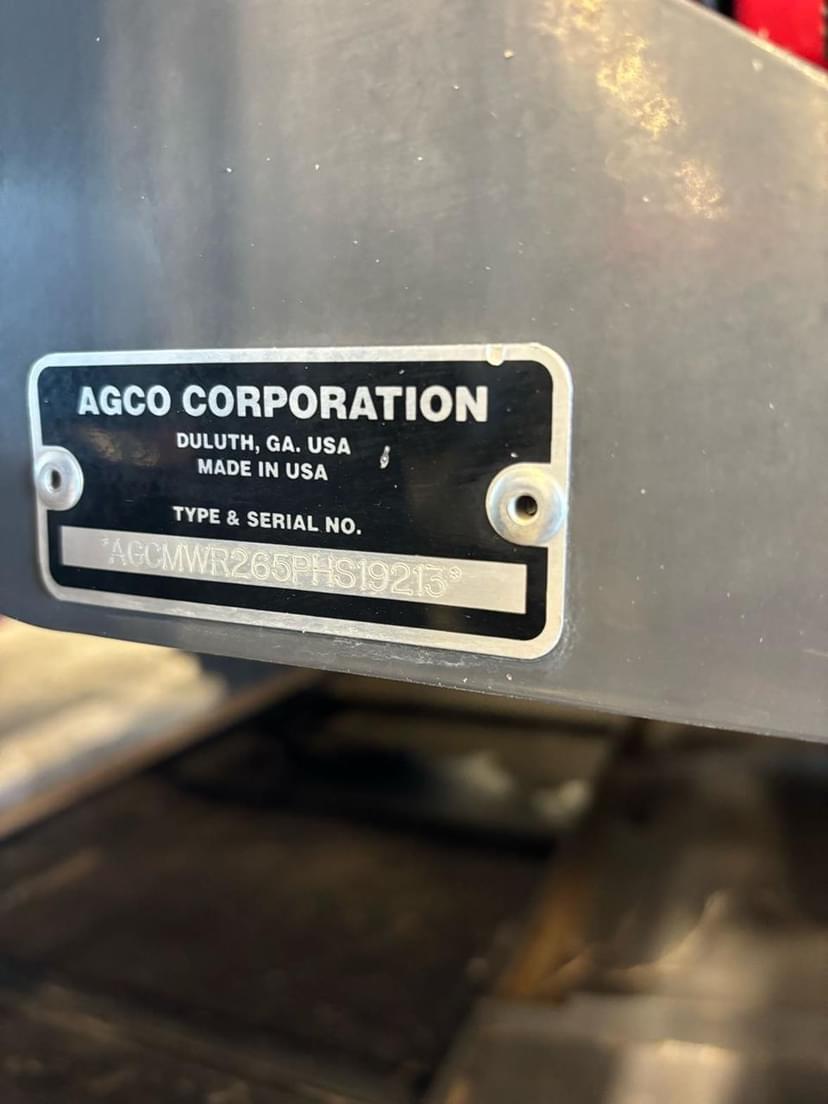 AGCO CORPORATION
DULUTH, GA. USA
MADE IN USA
TYPE & SERIAL NO.
*AGCMWR265PHS19213*